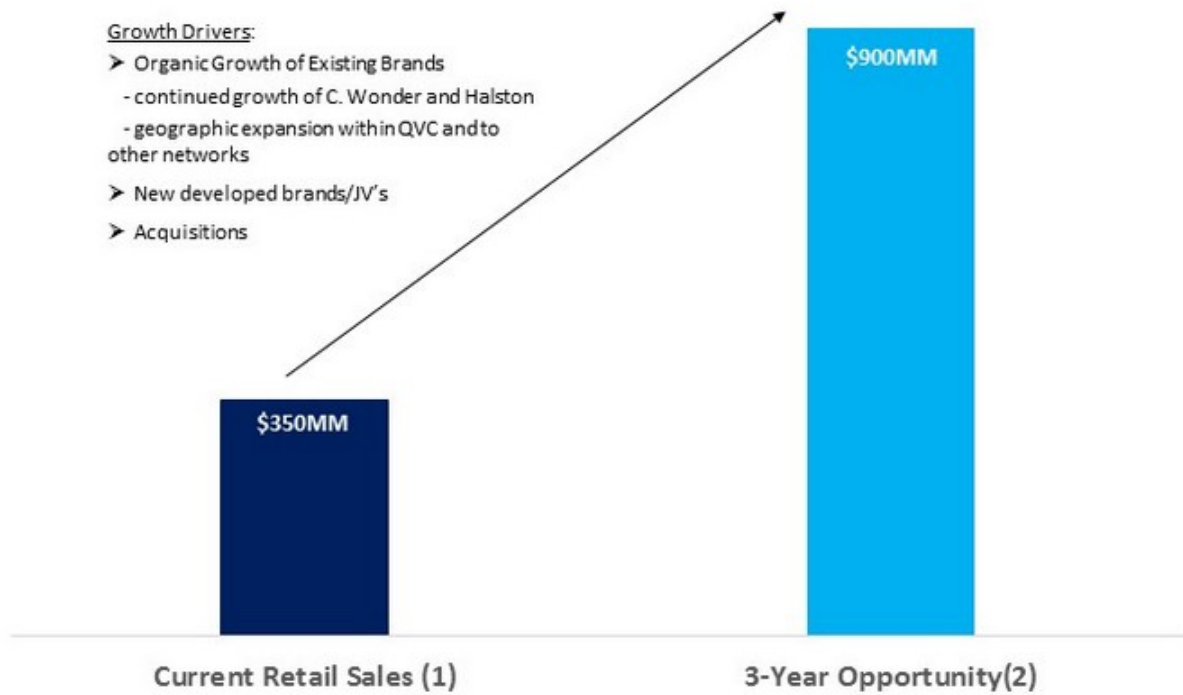 Growth Drivers:
➤ Organic Growth of Existing Brands
- continued growth of C. Wonder and Halston
- geographic expansion within QVC and to
other networks
➤ New developed brands/JV's
➤ Acquisitions
$900MM
$350MM
Current Retail Sales (1)
3-Year Opportunity(2)